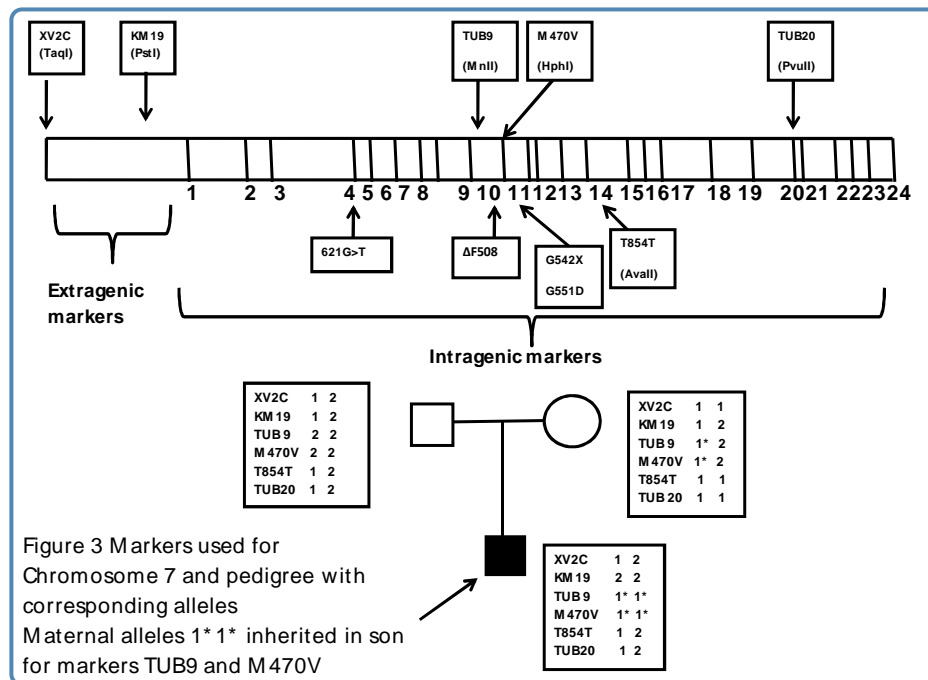 XV2C
(TaqI)
KM19
(PstI)
TUB9
(MnII)
M470V
(HphI)
TUB20
(PvuII)
1 2 3 4 5 6 7 8 9 10 11 12 13 14 15 16 17 18 19 20 21 22 23 24
621G>T
ΔF508
G542X
G551D
T854T
(AvaII)
Extragenic
markers
Intragenic markers
XV2C 1 2
KM19 1 2
TUB9 2 2
M470V 2 2
T854T 1 2
TUB20 1 2
XV2C 1 1
KM19 1 2
TUB9 1* 2
M470V 1* 2
T854T 1 1
TUB20 1 1
XV2C 1 2
KM19 2 2
TUB9 1* 1*
M470V 1* 1*
T854T 1 2
TUB20 1 2
Figure 3 Markers used for
Chromosome 7 and pedigree with
corresponding alleles
Maternal alleles 1*1* inherited in son
for markers TUB9 and M470V